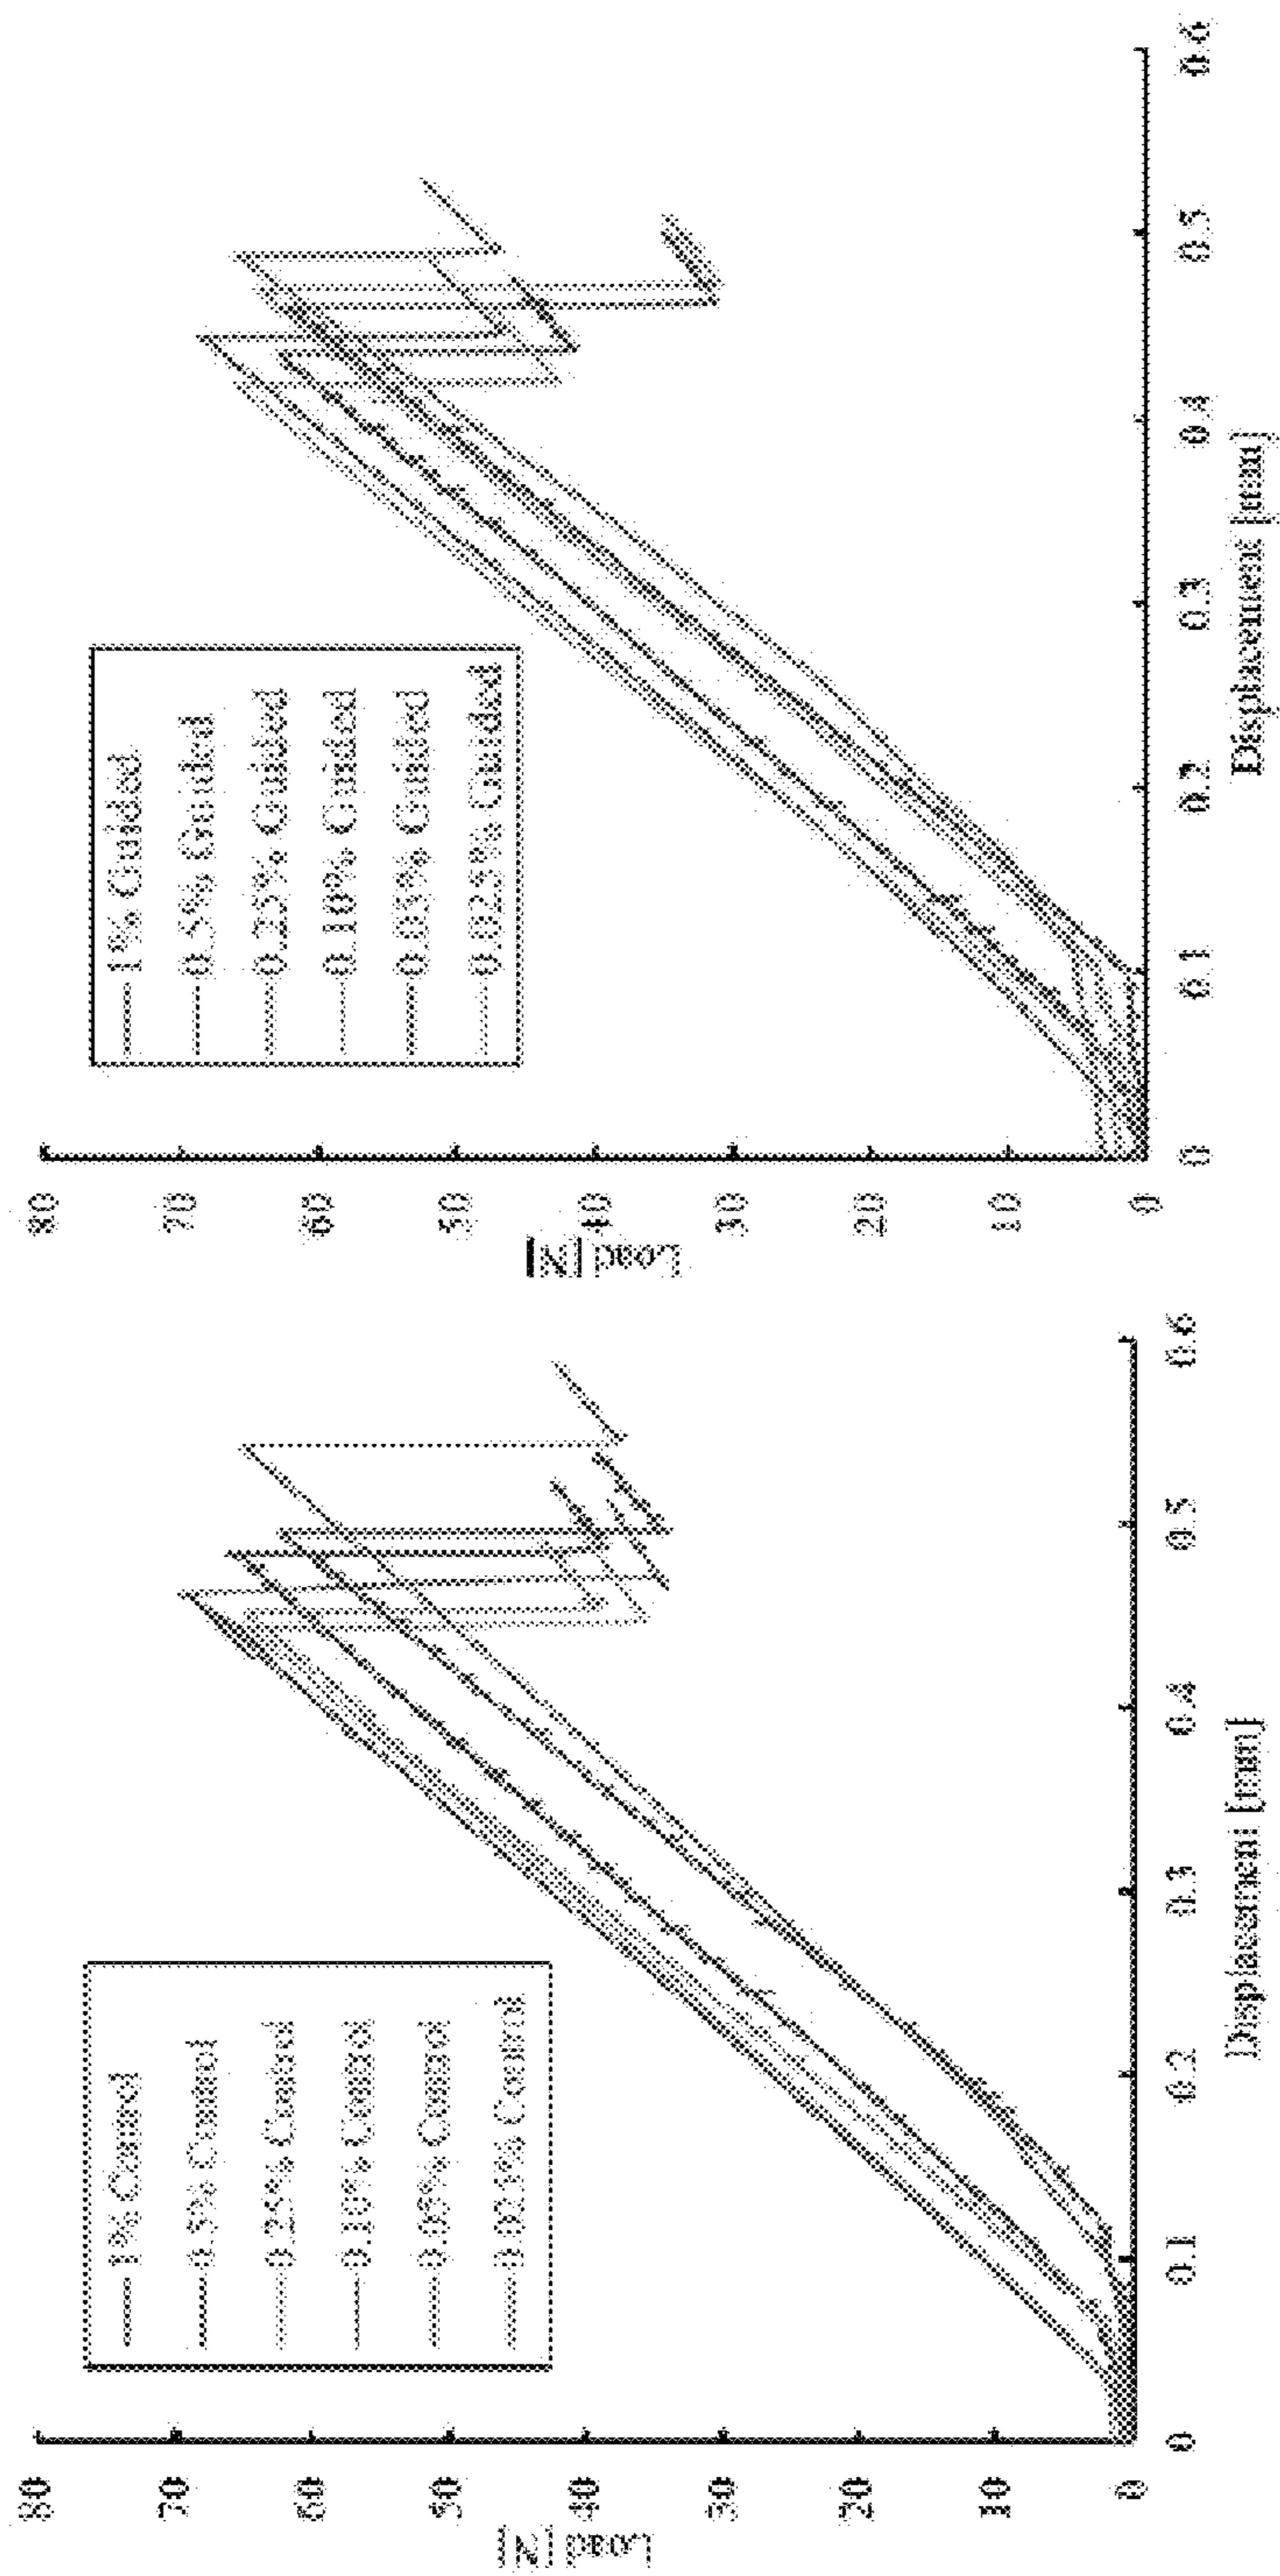 80
70
60
50
40
30
20
10
0
Load [N]
1% Control
0.5% Control
0.25% Control
0.10% Control
0.05% Control
0.025% Control
0
0.1
0.2
0.3
0.4
0.5
0.6
Displacement [mm]
80
70
60
50
40
30
20
10
0
Load [N]
1% Guided
0.5% Guided
0.25% Guided
0.10% Guided
0.05% Guided
0.025% Guided
0
0.1
0.2
0.3
0.4
0.5
0.6
Displacement [mm]